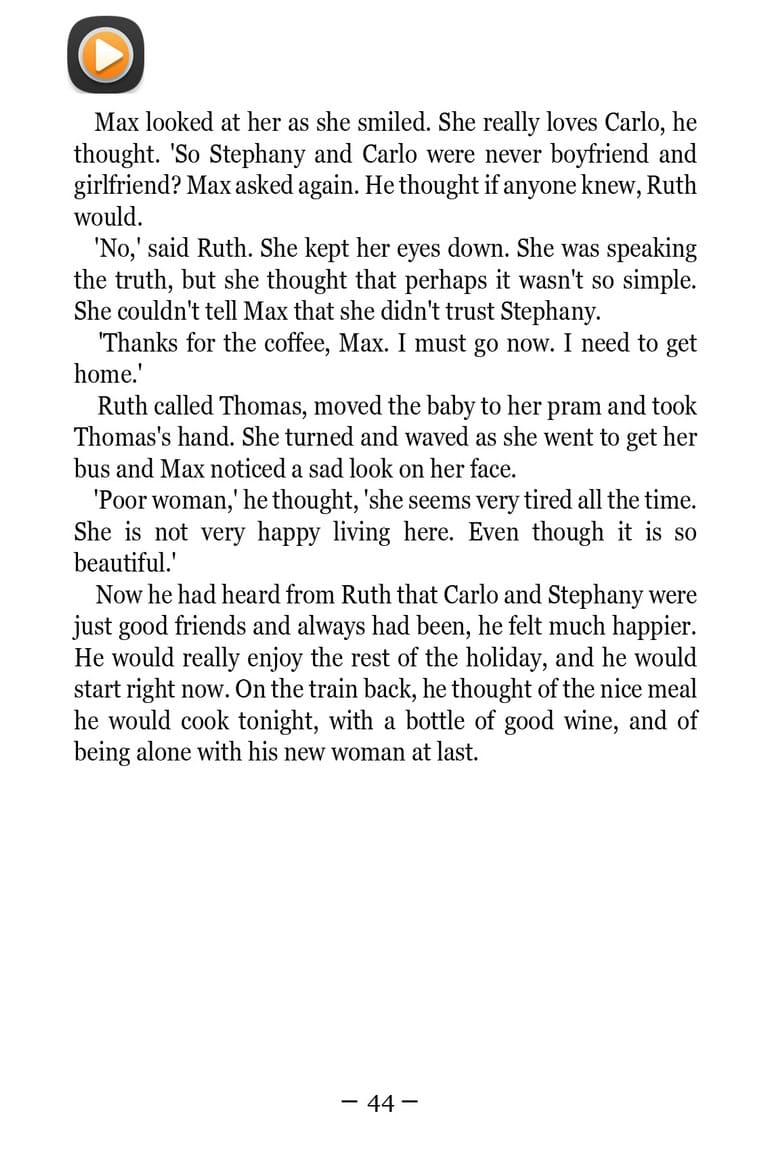 Max looked at her as she smiled. She really loves Carlo, he
thought. 'So Stephany and Carlo were never boyfriend and
girlfriend? Max asked again. He thought if anyone knew, Ruth
would.
'No,' said Ruth. She kept her eyes down. She was speaking
the truth, but she thought that perhaps it wasn't so simple.
She couldn't tell Max that she didn't trust Stephany.
'Thanks for the coffee, Max. I must go now. I need to get
home.'
Ruth called Thomas, moved the baby to her pram and took
Thomas's hand. She turned and waved as she went to get her
bus and Max noticed a sad look on her face.
'Poor woman,' he thought, 'she seems very tired all the time.
She is not very happy living here. Even though it is so
beautiful.'
Now he had heard from Ruth that Carlo and Stephany were
just good friends and always had been, he felt much happier.
He would really enjoy the rest of the holiday, and he would
start right now. On the train back, he thought of the nice meal
he would cook tonight, with a bottle of good wine, and of
being alone with his new woman at last.
– 44 –